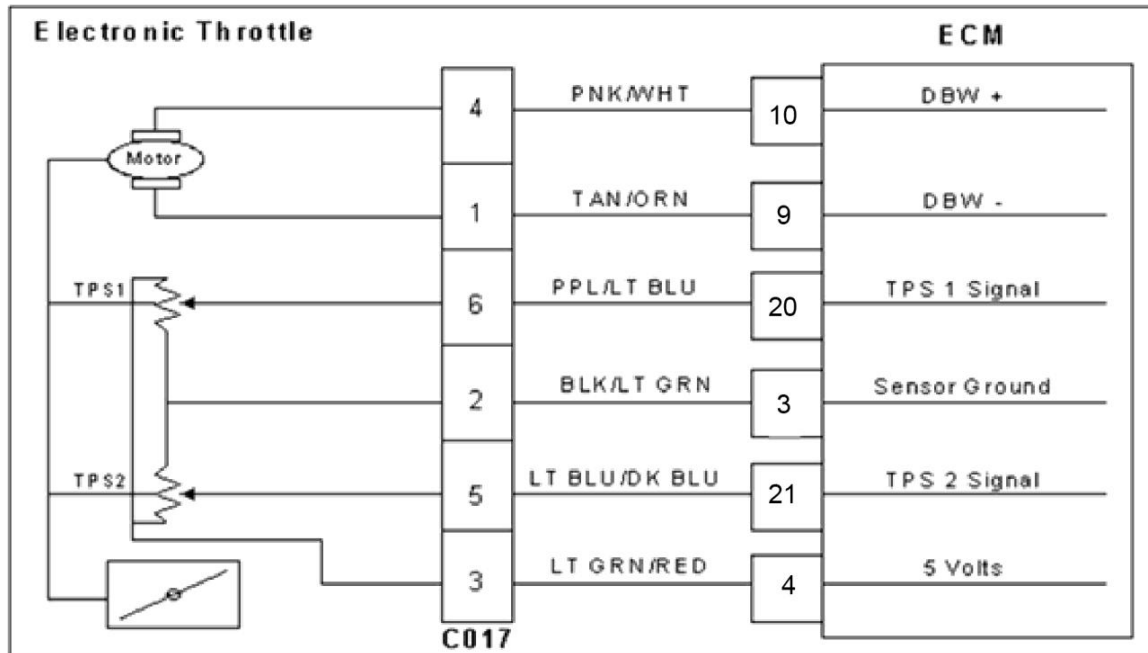 Electronic Throttle
ECM
4 PNK/WHT 10 DBW +
Motor
1 TAN/ORN 9 DBW -
TPS1 6 PPL/LT BLU 20 TPS 1 Signal
2 BLK/LT GRN 3 Sensor Ground
TPS2 5 LT BLU/DK BLU 21 TPS 2 Signal
3 LT GRN/RED 4 5 Volts
C017